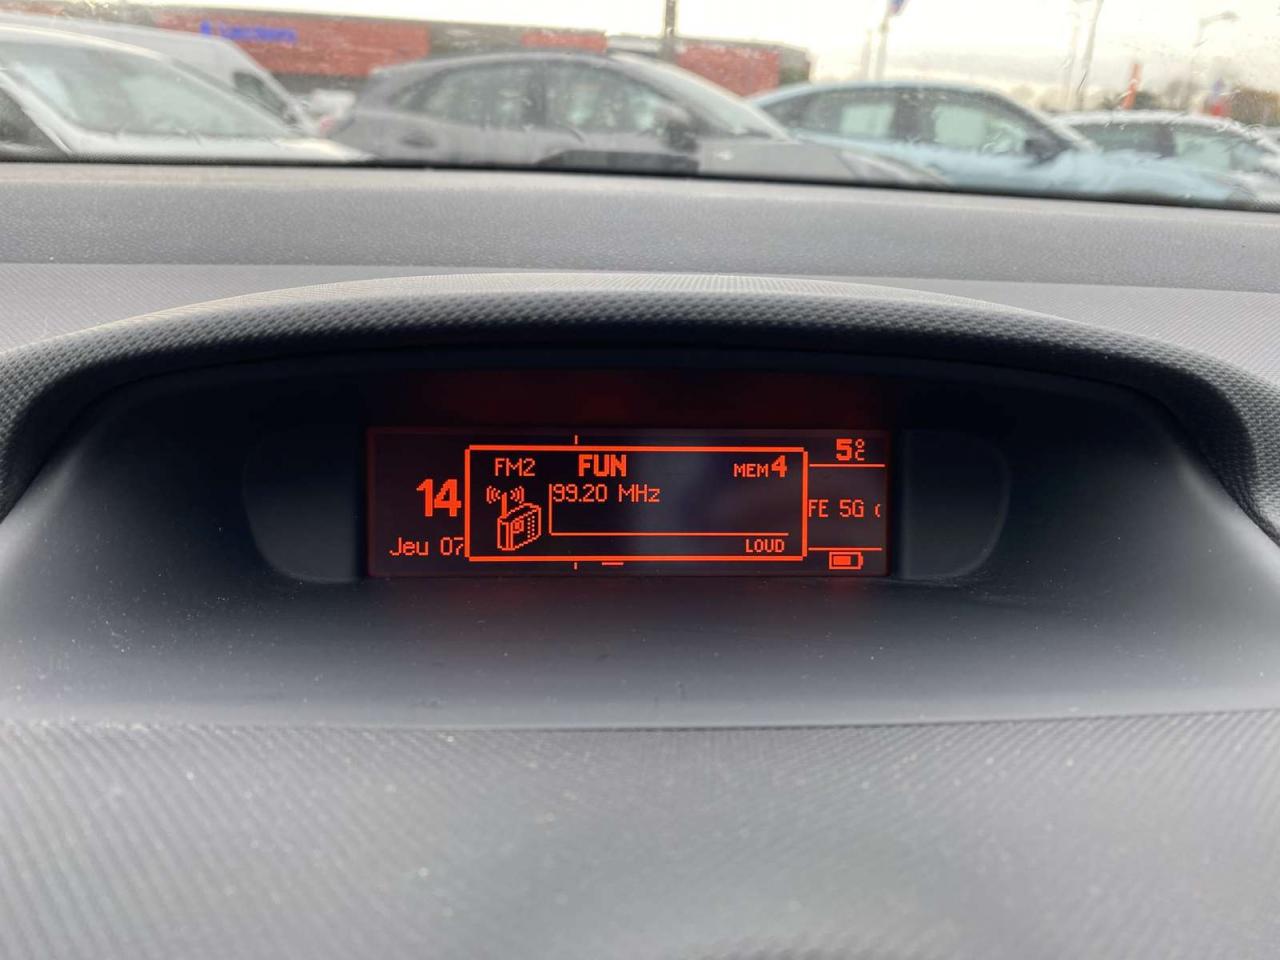 FM2 FUN MEM4
5°C
14
99.20 MHz
FE 5G
Jeu 07
LOUD